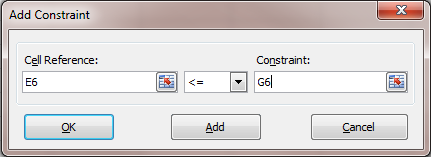 Add Constraint
Cell Reference: Constraint:
E6 <= G6
OK Add Cancel